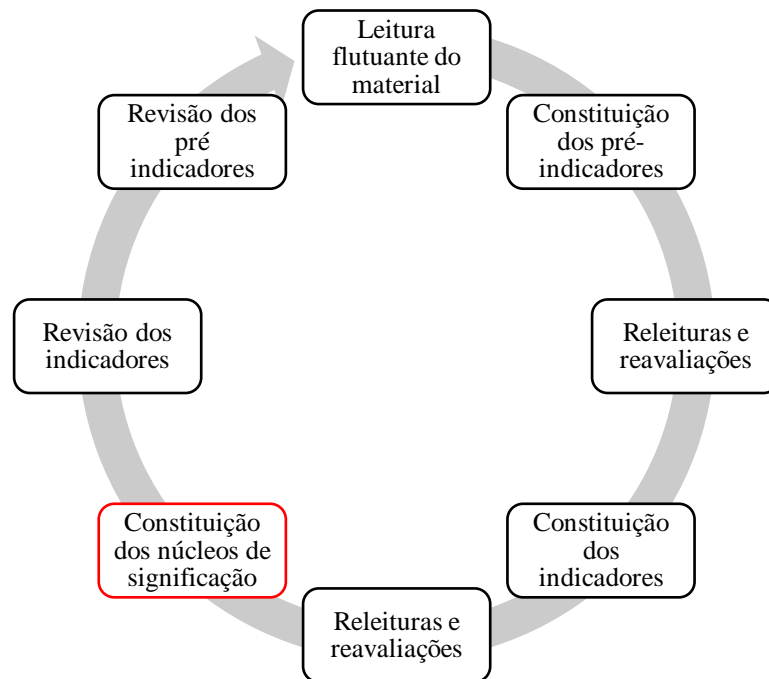 Leitura
flutuante do
material
Constituição
dos pré-
indicadores
Releituras e
reavaliações
Constituição
dos
indicadores
Releituras e
reavaliações
Constituição
dos núcleos de
significação
Revisão dos
indicadores
Revisão dos
pré
indicadores